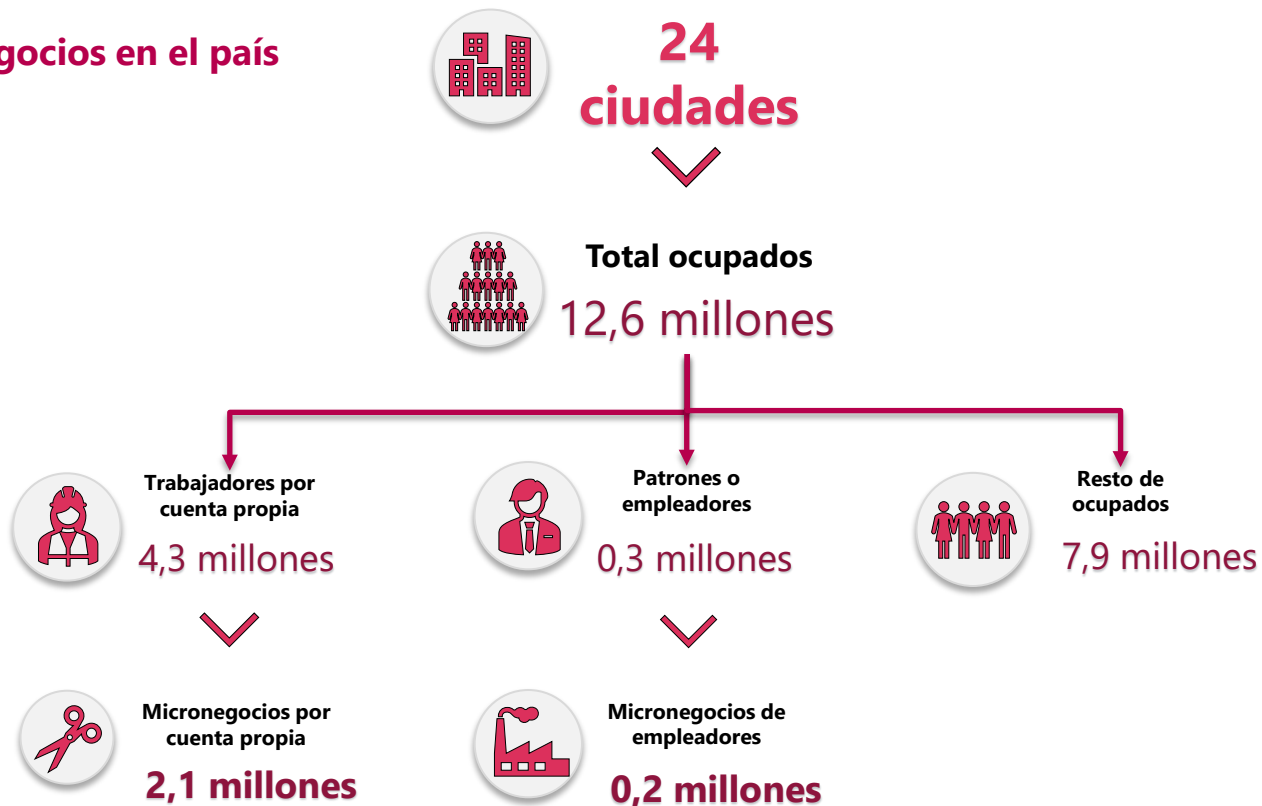 gocios en el país
24
ciudades
Total ocupados
12,6 millones
Trabajadores por
cuenta propia
4,3 millones
Patrones o
empleadores
0,3 millones
Resto de
ocupados
7,9 millones
Micronegocios por
cuenta propia
2,1 millones
Micronegocios de
empleadores
0,2 millones